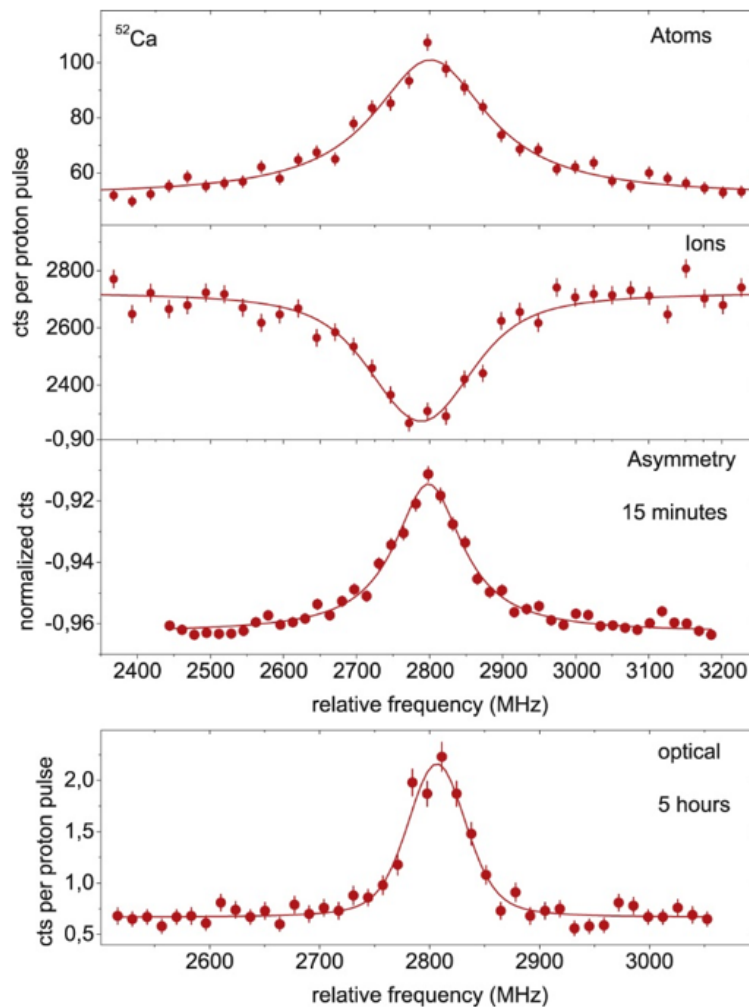 ⁵²Ca
Atoms
100
80
60
Ions
2800
2600
2400
cts per proton pulse
-0,90
Asymmetry
-0,92
15 minutes
-0,94
-0,96
normalized cts
2400 2500 2600 2700 2800 2900 3000 3100 3200
relative frequency (MHz)
optical
2,0
5 hours
1,5
1,0
0,5
cts per proton pulse
2600 2700 2800 2900 3000
relative frequency (MHz)